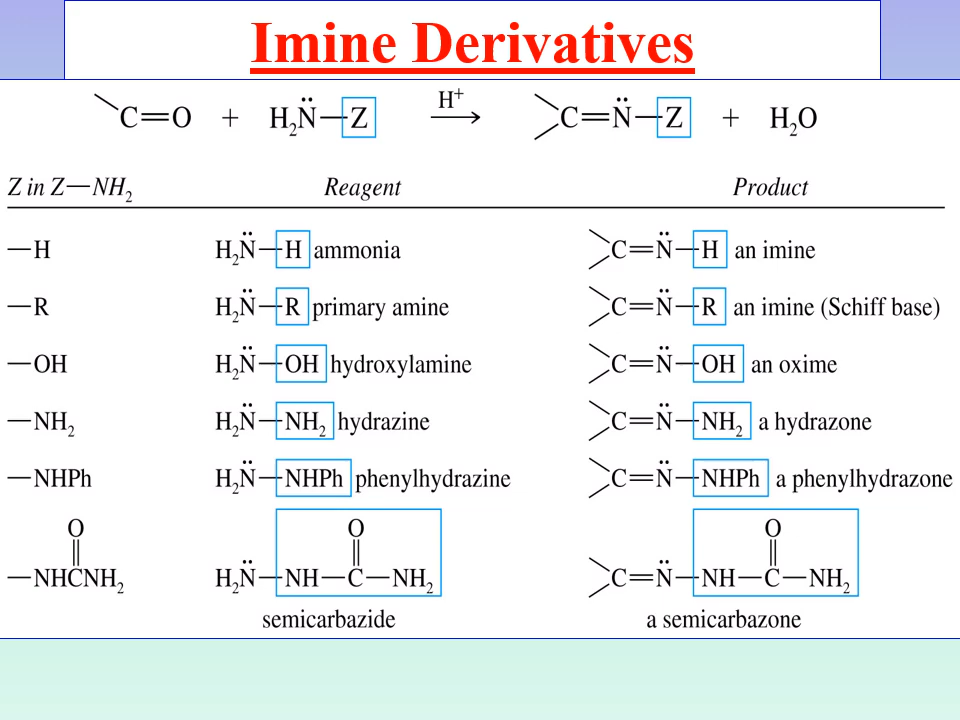 Imine Derivatives
C=O + H₂N̈—Z H⁺→ C=N̈—Z + H₂O
Z in Z—NH₂ Reagent Product
—H H₂N̈—H ammonia C=N̈—H an imine
—R H₂N̈—R primary amine C=N̈—R an imine (Schiff base)
—OH H₂N̈—OH hydroxylamine C=N̈—OH an oxime
—NH₂ H₂N̈—NH₂ hydrazine C=N̈—NH₂ a hydrazone
—NHPh H₂N̈—NHPh phenylhydrazine C=N̈—NHPh a phenylhydrazone
O O O
—NHCNH₂ H₂N̈—NH—C—NH₂ C=N̈—NH—C—NH₂
semicarbazide a semicarbazone